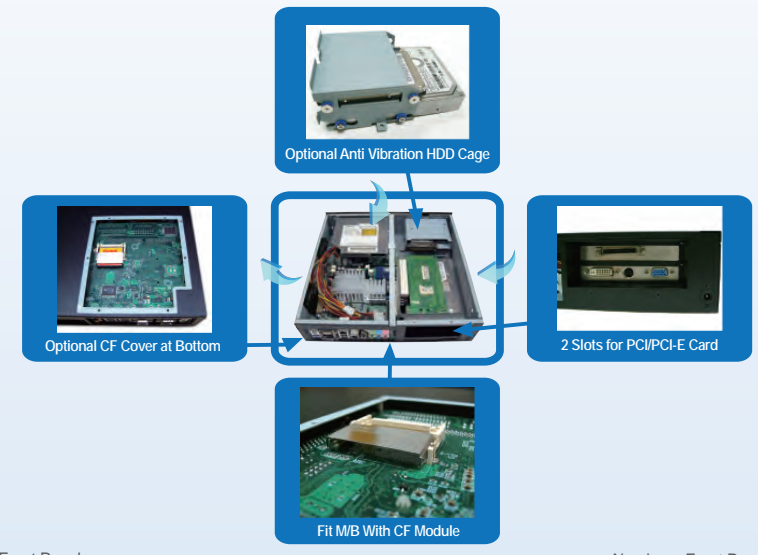 Optional Anti Vibration HDD Cage
Optional CF Cover at Bottom
2 Slots for PCI/PCI-E Card
Fit M/B With CF Module